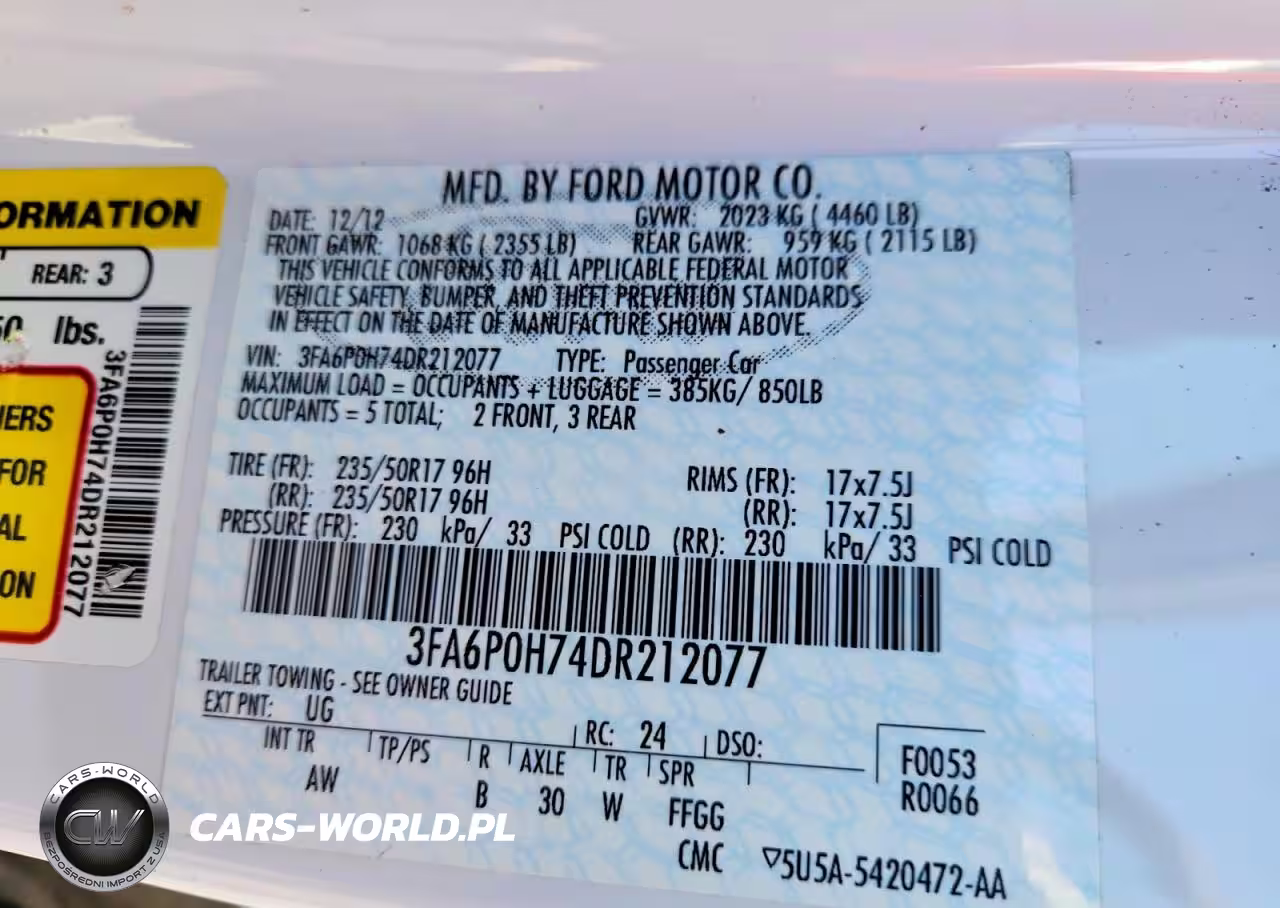 ORMATION
REAR: 3
lbs.
3FA6P0H74DR212077
IERS
FOR
AL
ON
MFD. BY FORD MOTOR CO.
DATE: 12/12 GVWR: 2023 KG ( 4460 LB)
FRONT GAWR: 1068 KG ( 2355 LB) REAR GAWR: 959 KG ( 2115 LB)
THIS VEHICLE CONFORMS TO ALL APPLICABLE FEDERAL MOTOR
VEHICLE SAFETY, BUMPER, AND THEFT PREVENTION STANDARDS
IN EFFECT ON THE DATE OF MANUFACTURE SHOWN ABOVE.
VIN: 3FA6P0H74DR212077 TYPE: Passenger Car
MAXIMUM LOAD = OCCUPANTS + LUGGAGE = 385KG/ 850LB
OCCUPANTS = 5 TOTAL; 2 FRONT, 3 REAR
TIRE (FR): 235/50R17 96H RIMS (FR): 17x7.5J
(RR): 235/50R17 96H (RR): 17x7.5J
PRESSURE (FR): 230 kPa/ 33 PSI COLD (RR): 230 kPa/ 33 PSI COLD
3FA6P0H74DR212077
TRAILER TOWING - SEE OWNER GUIDE
EXT PNT: UG RC: 24 DSO:
INT TR TP/PS R AXLE TR SPR
AW B 30 W FFGG
CMC
F0053
R0066
▽5U5A-5420472-AA
CARS-WORLD
CW
BEZPOŚREDNI IMPORT Z USA
CARS-WORLD.PL